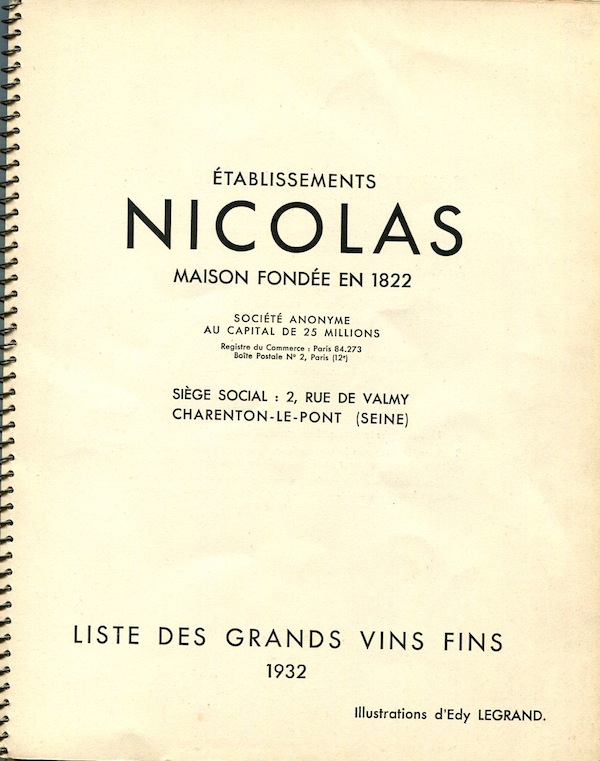 ÉTABLISSEMENTS
NICOLAS
MAISON FONDÉE EN 1822
SOCIÉTÉ ANONYME
AU CAPITAL DE 25 MILLIONS
Registre du Commerce : Paris 84.273
Boîte Postale N° 2, Paris (12e)
SIÈGE SOCIAL : 2, RUE DE VALMY
CHARENTON-LE-PONT (SEINE)
LISTE DES GRANDS VINS FINS
1932
Illustrations d'Edy LEGRAND.